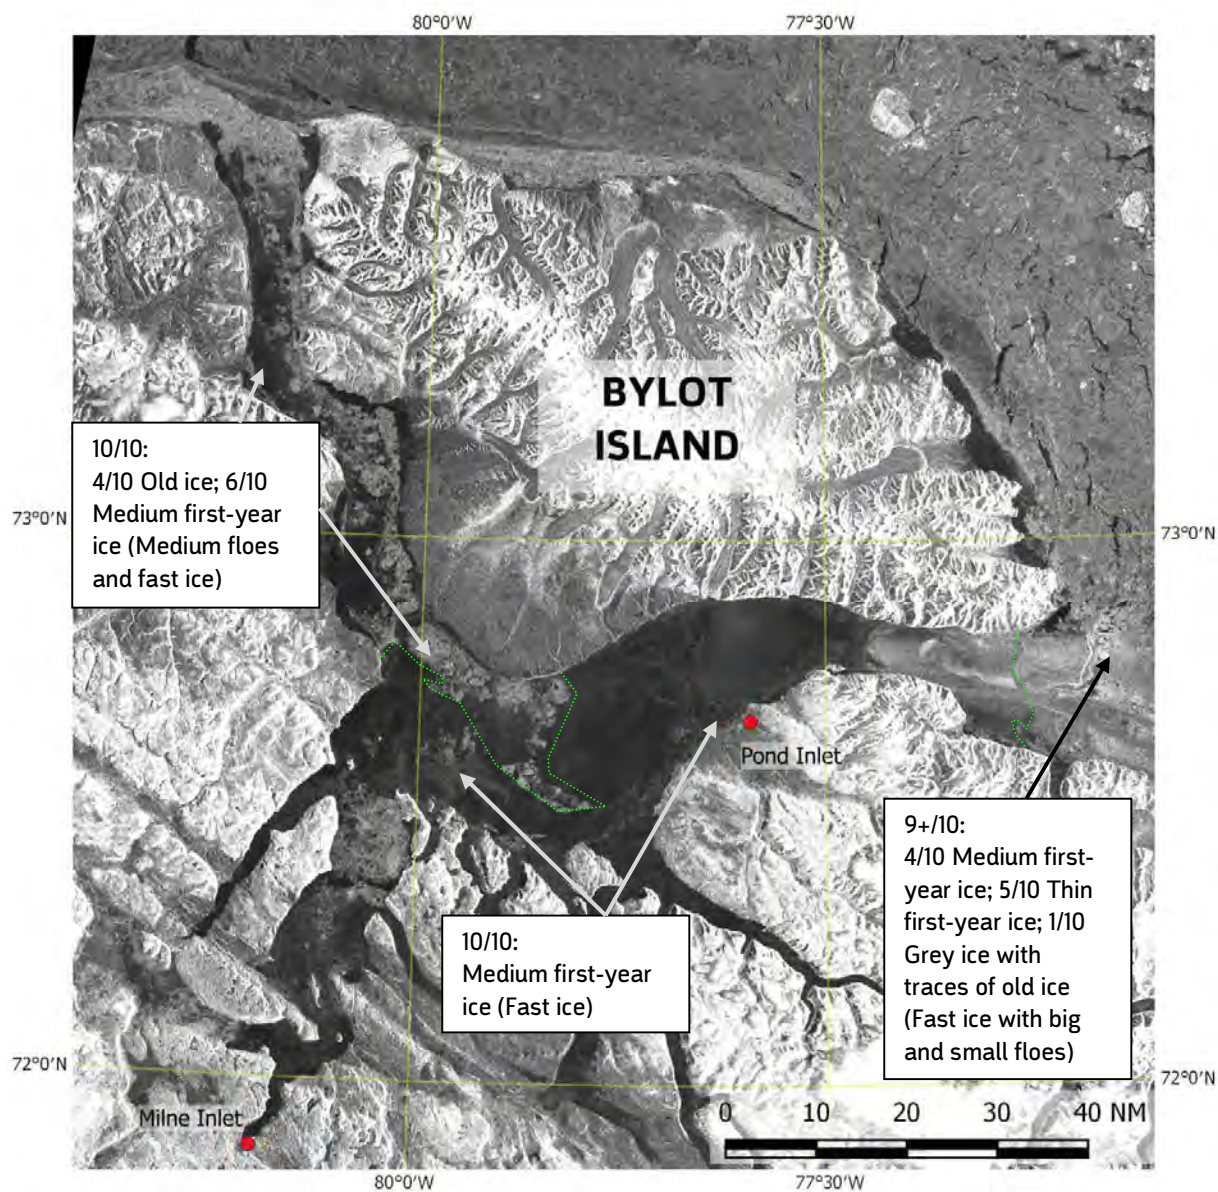 80°0'W 77°30'W
BYLOT
ISLAND
10/10:
4/10 Old ice; 6/10
Medium first-year
ice (Medium floes
and fast ice)
73°0'N 73°0'N
Pond Inlet
9+/10:
4/10 Medium first-
year ice; 5/10 Thin
first-year ice; 1/10
Grey ice with
traces of old ice
(Fast ice with big
and small floes)
10/10:
Medium first-year
ice (Fast ice)
72°0'N 72°0'N
Milne Inlet
0 10 20 30 40 NM
80°0'W 77°30'W